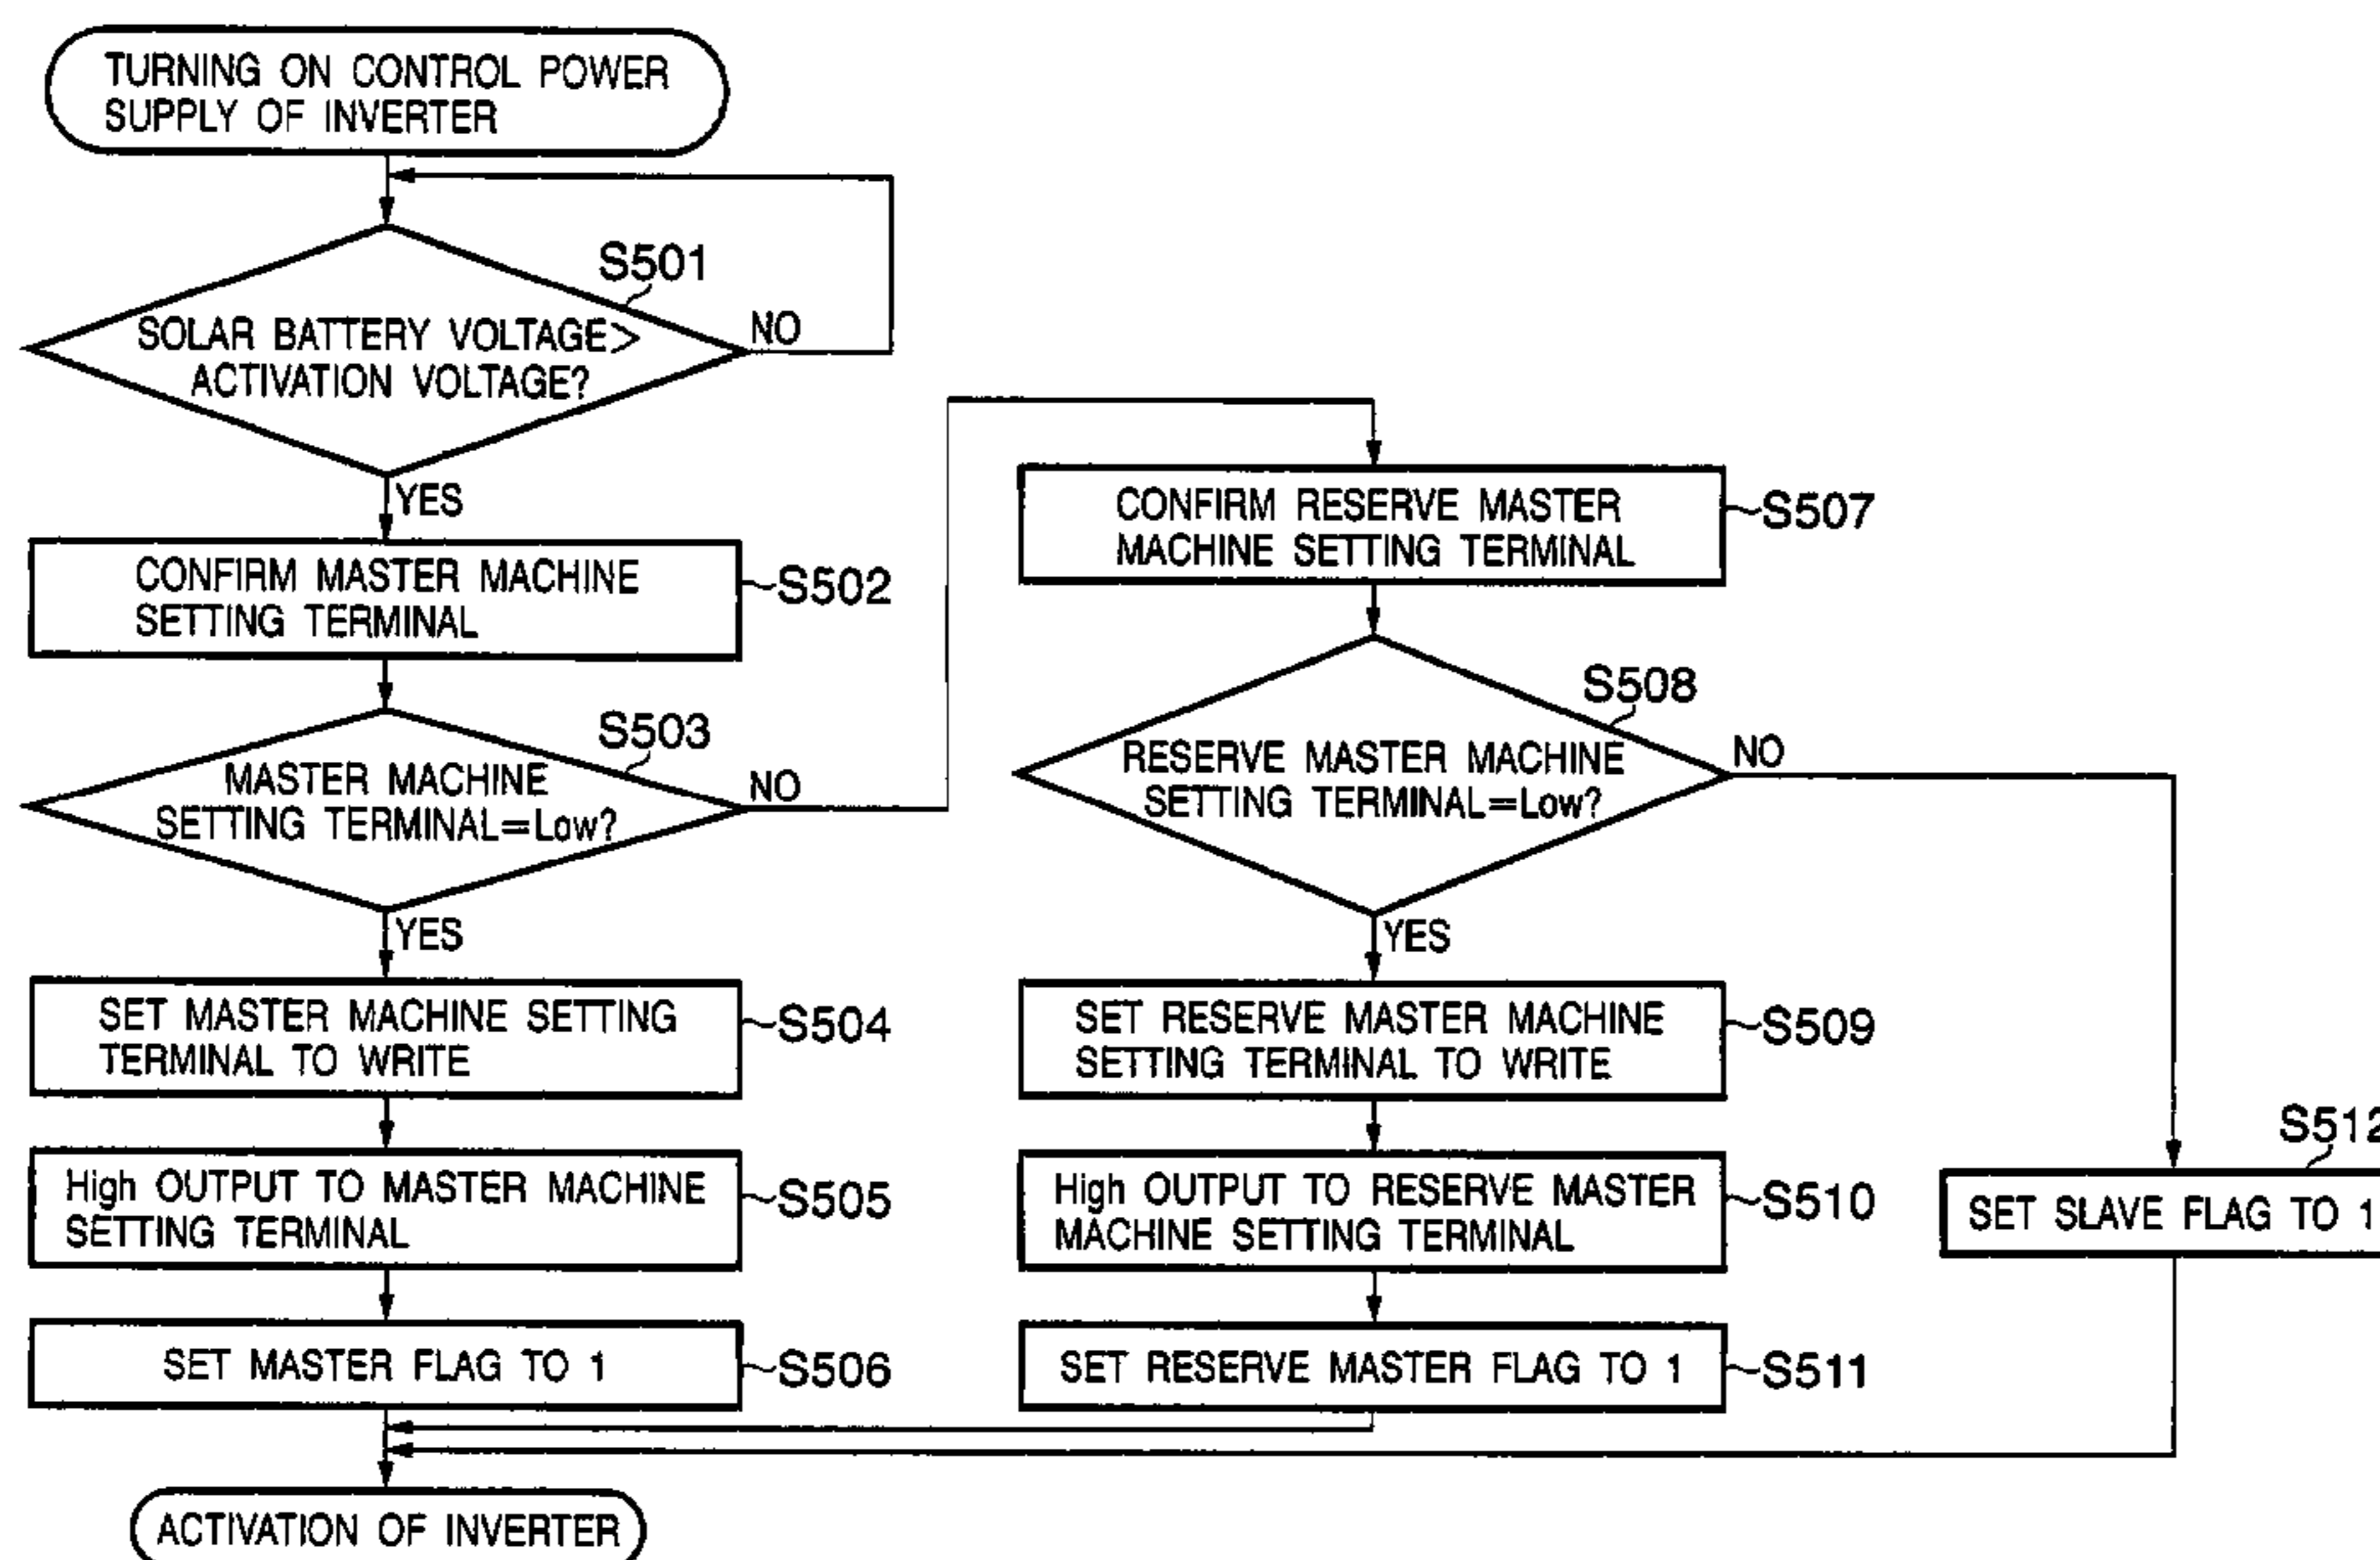 TURNING ON CONTROL POWER
SUPPLY OF INVERTER
S501
SOLAR BATTERY VOLTAGE>
ACTIVATION VOLTAGE?
NO
YES
CONFIRM MASTER MACHINE
SETTING TERMINAL
S502
S503
MASTER MACHINE
SETTING TERMINAL=Low?
NO
YES
SET MASTER MACHINE SETTING
TERMINAL TO WRITE
S504
High OUTPUT TO MASTER MACHINE
SETTING TERMINAL
S505
SET MASTER FLAG TO 1
S506
CONFIRM RESERVE MASTER
MACHINE SETTING TERMINAL
S507
S508
RESERVE MASTER MACHINE
SETTING TERMINAL=Low?
NO
YES
SET RESERVE MASTER MACHINE
SETTING TERMINAL TO WRITE
S509
High OUTPUT TO RESERVE MASTER
MACHINE SETTING TERMINAL
S510
SET RESERVE MASTER FLAG TO 1
S511
S512
SET SLAVE FLAG TO 1
ACTIVATION OF INVERTER